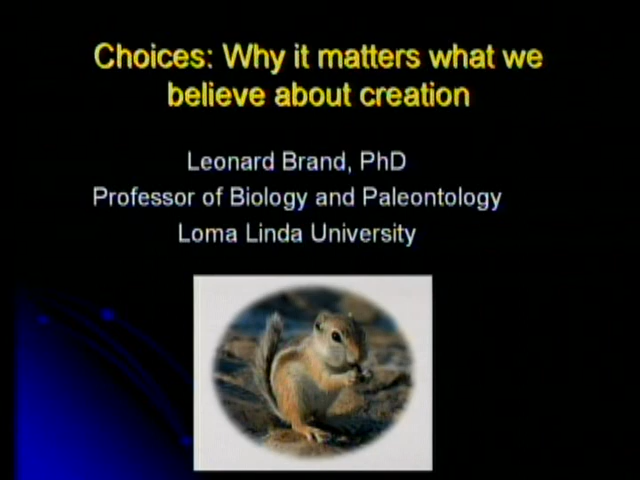 Choices: Why it matters what we
believe about creation
Leonard Brand, PhD
Professor of Biology and Paleontology
Loma Linda University